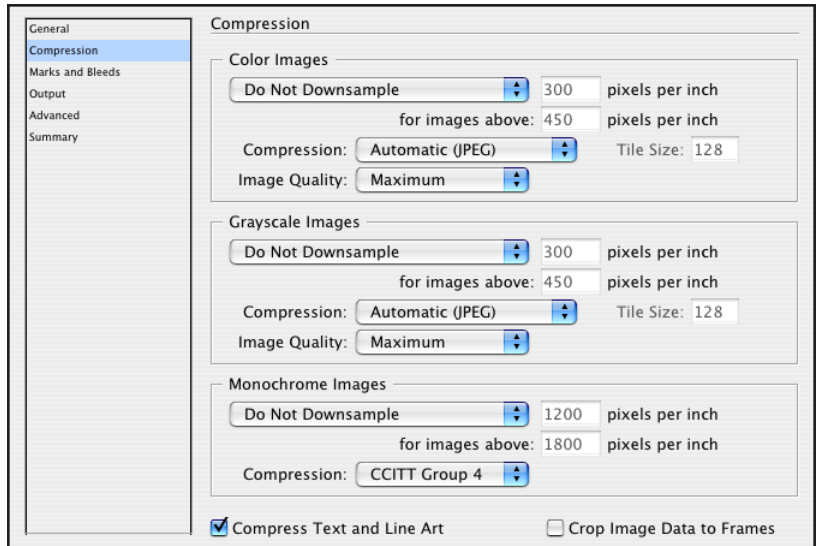 General
Compression
Marks and Bleeds
Output
Advanced
Summary
Compression
Color Images
Do Not Downsample 300 pixels per inch
for images above: 450 pixels per inch
Compression: Automatic (JPEG) Tile Size: 128
Image Quality: Maximum
Grayscale Images
Do Not Downsample 300 pixels per inch
for images above: 450 pixels per inch
Compression: Automatic (JPEG) Tile Size: 128
Image Quality: Maximum
Monochrome Images
Do Not Downsample 1200 pixels per inch
for images above: 1800 pixels per inch
Compression: CCITT Group 4
Compress Text and Line Art Crop Image Data to Frames